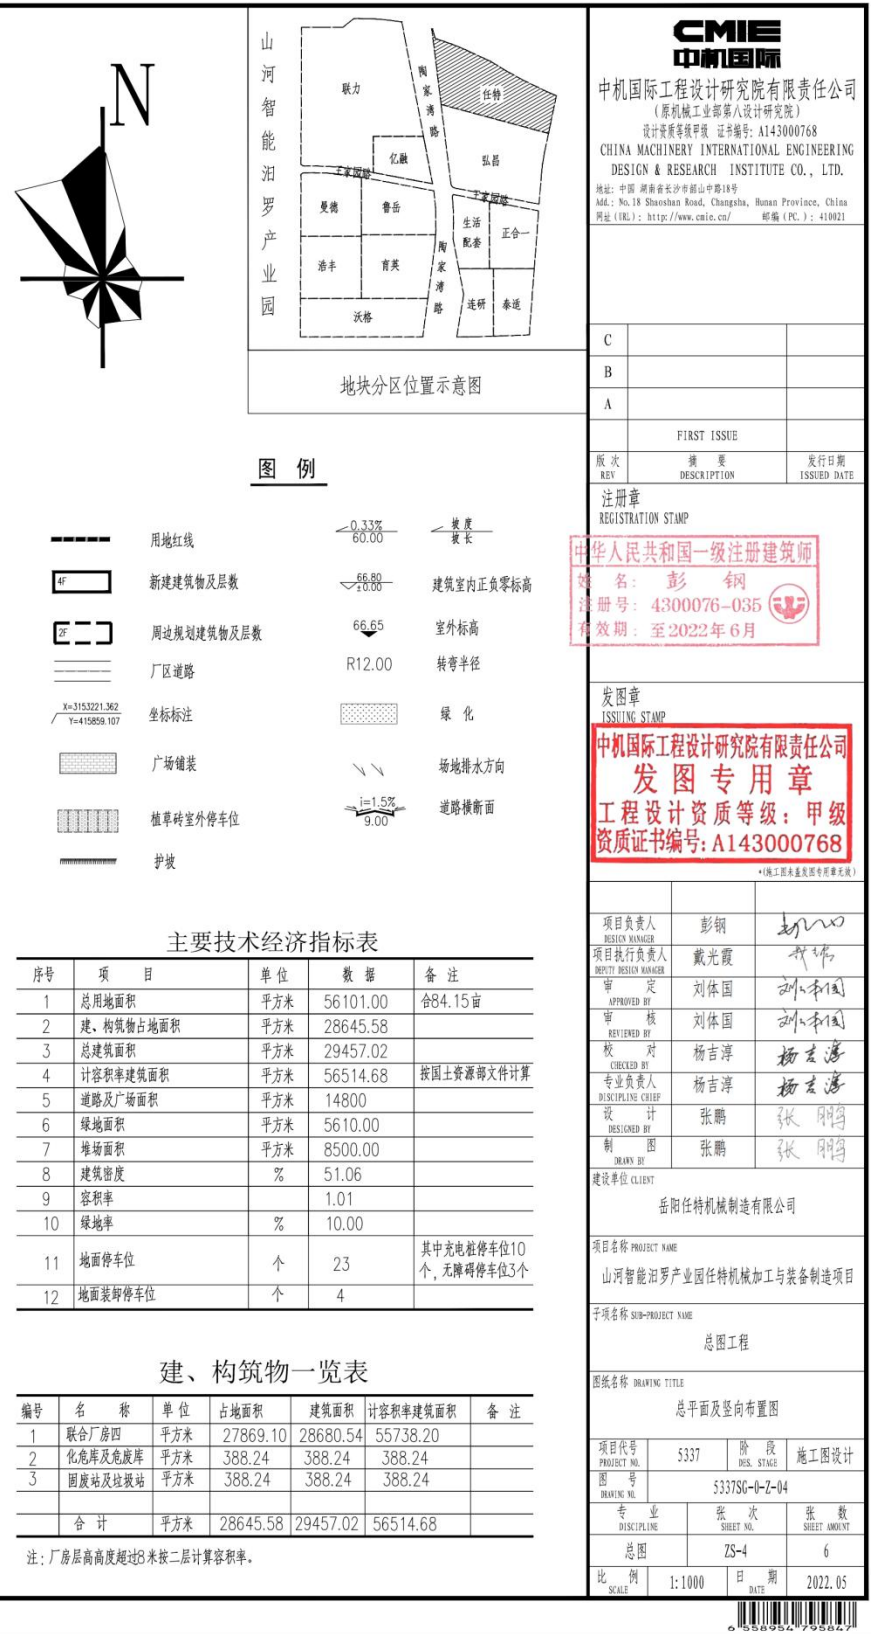 N
山河智能汨罗产业园
联力
陶家湾路
任特
亿融
弘昌
王家园路
王家园路
曼德
鲁岳
生活配套
正合一
浩丰
育英
陶家湾路
连研
泰适
沃格
地块分区位置示意图
图 例
用地红线
0.33%
60.00
坡度
坡长
4F
新建建筑物及层数
66.80
±0.00
建筑室内正负零标高
2F
周边规划建筑物及层数
66.65
室外标高
厂区道路
R12.00
转弯半径
X=3153221.362
Y=415859.107
坐标标注
绿 化
广场铺装
场地排水方向
植草砖室外停车位
i=1.5%
9.00
道路横断面
护坡
主要技术经济指标表
序号 项 目 单 位 数 据 备 注
1 总用地面积 平方米 56101.00 合84.15亩
2 建、构筑物占地面积 平方米 28645.58
3 总建筑面积 平方米 29457.02
4 计容积率建筑面积 平方米 56514.68 按国土资源部文件计算
5 道路及广场面积 平方米 14800
6 绿地面积 平方米 5610.00
7 堆场面积 平方米 8500.00
8 建筑密度 % 51.06
9 容积率 1.01
10 绿地率 % 10.00
11 地面停车位 个 23 其中充电桩停车位10个,无障碍停车位3个
12 地面装卸停车位 个 4
建、构筑物一览表
编号 名 称 单 位 占地面积 建筑面积 计容积率建筑面积 备 注
1 联合厂房四 平方米 27869.10 28680.54 55738.20
2 化危库及危废库 平方米 388.24 388.24 388.24
3 固废站及垃圾站 平方米 388.24 388.24 388.24
合 计 平方米 28645.58 29457.02 56514.68
注:厂房层高高度超过8米按二层计算容积率。
CMIE
中机国际
中机国际工程设计研究院有限责任公司
(原机械工业部第八设计研究院)
设计资质等级甲级 证书编号: A143000768
CHINA MACHINERY INTERNATIONAL ENGINEERING
DESIGN & RESEARCH INSTITUTE CO., LTD.
地址: 中国 湖南省长沙市韶山中路18号
Add.: No.18 Shaoshan Road, Changsha, Hunan Province, China
网址(URL): http://www.cmie.cn/ 邮编(PC.): 410021
C
B
A
FIRST ISSUE
版 次 摘 要 发行日期
REV DESCRIPTION ISSUED DATE
注册章
REGISTRATION STAMP
中华人民共和国一级注册建筑师
姓 名: 彭 钢
注册号: 4300076-035
有效期: 至2022年6月
发图章
ISSUING STAMP
中机国际工程设计研究院有限责任公司
发图专用章
工程设计资质等级: 甲级
资质证书编号: A143000768
*(施工图未盖发图专用章无效)
项目负责人 彭钢
DESIGN MANAGER
项目执行负责人 戴光霞
DEPUTY DESIGN MANAGER
审 定 刘体国 刘体国
APPROVED BY
审 核 刘体国 刘体国
REVIEWED BY
校 对 杨吉淳 杨吉淳
CHECKED BY
专业负责人 杨吉淳 杨吉淳
DISCIPLINE CHIEF
设 计 张鹏 张鹏
DESIGNED BY
制 图 张鹏 张鹏
DRAWN BY
建设单位 CLIENT
岳阳任特机械制造有限公司
项目名称 PROJECT NAME
山河智能汨罗产业园任特机械加工与装备制造项目
子项名称 SUB-PROJECT NAME
总图工程
图纸名称 DRAWING TITLE
总平面及竖向布置图
项目代号 5337 阶 段 施工图设计
PROJECT NO. DES. STAGE
图 号 5337SG-0-Z-04
DRAWING NO.
专 业 张 次 张 数
DISCIPLINE SHEET NO. SHEET AMOUNT
总图 ZS-4 6
比 例 1:1000 日 期 2022.05
SCALE DATE
6 558954 795847